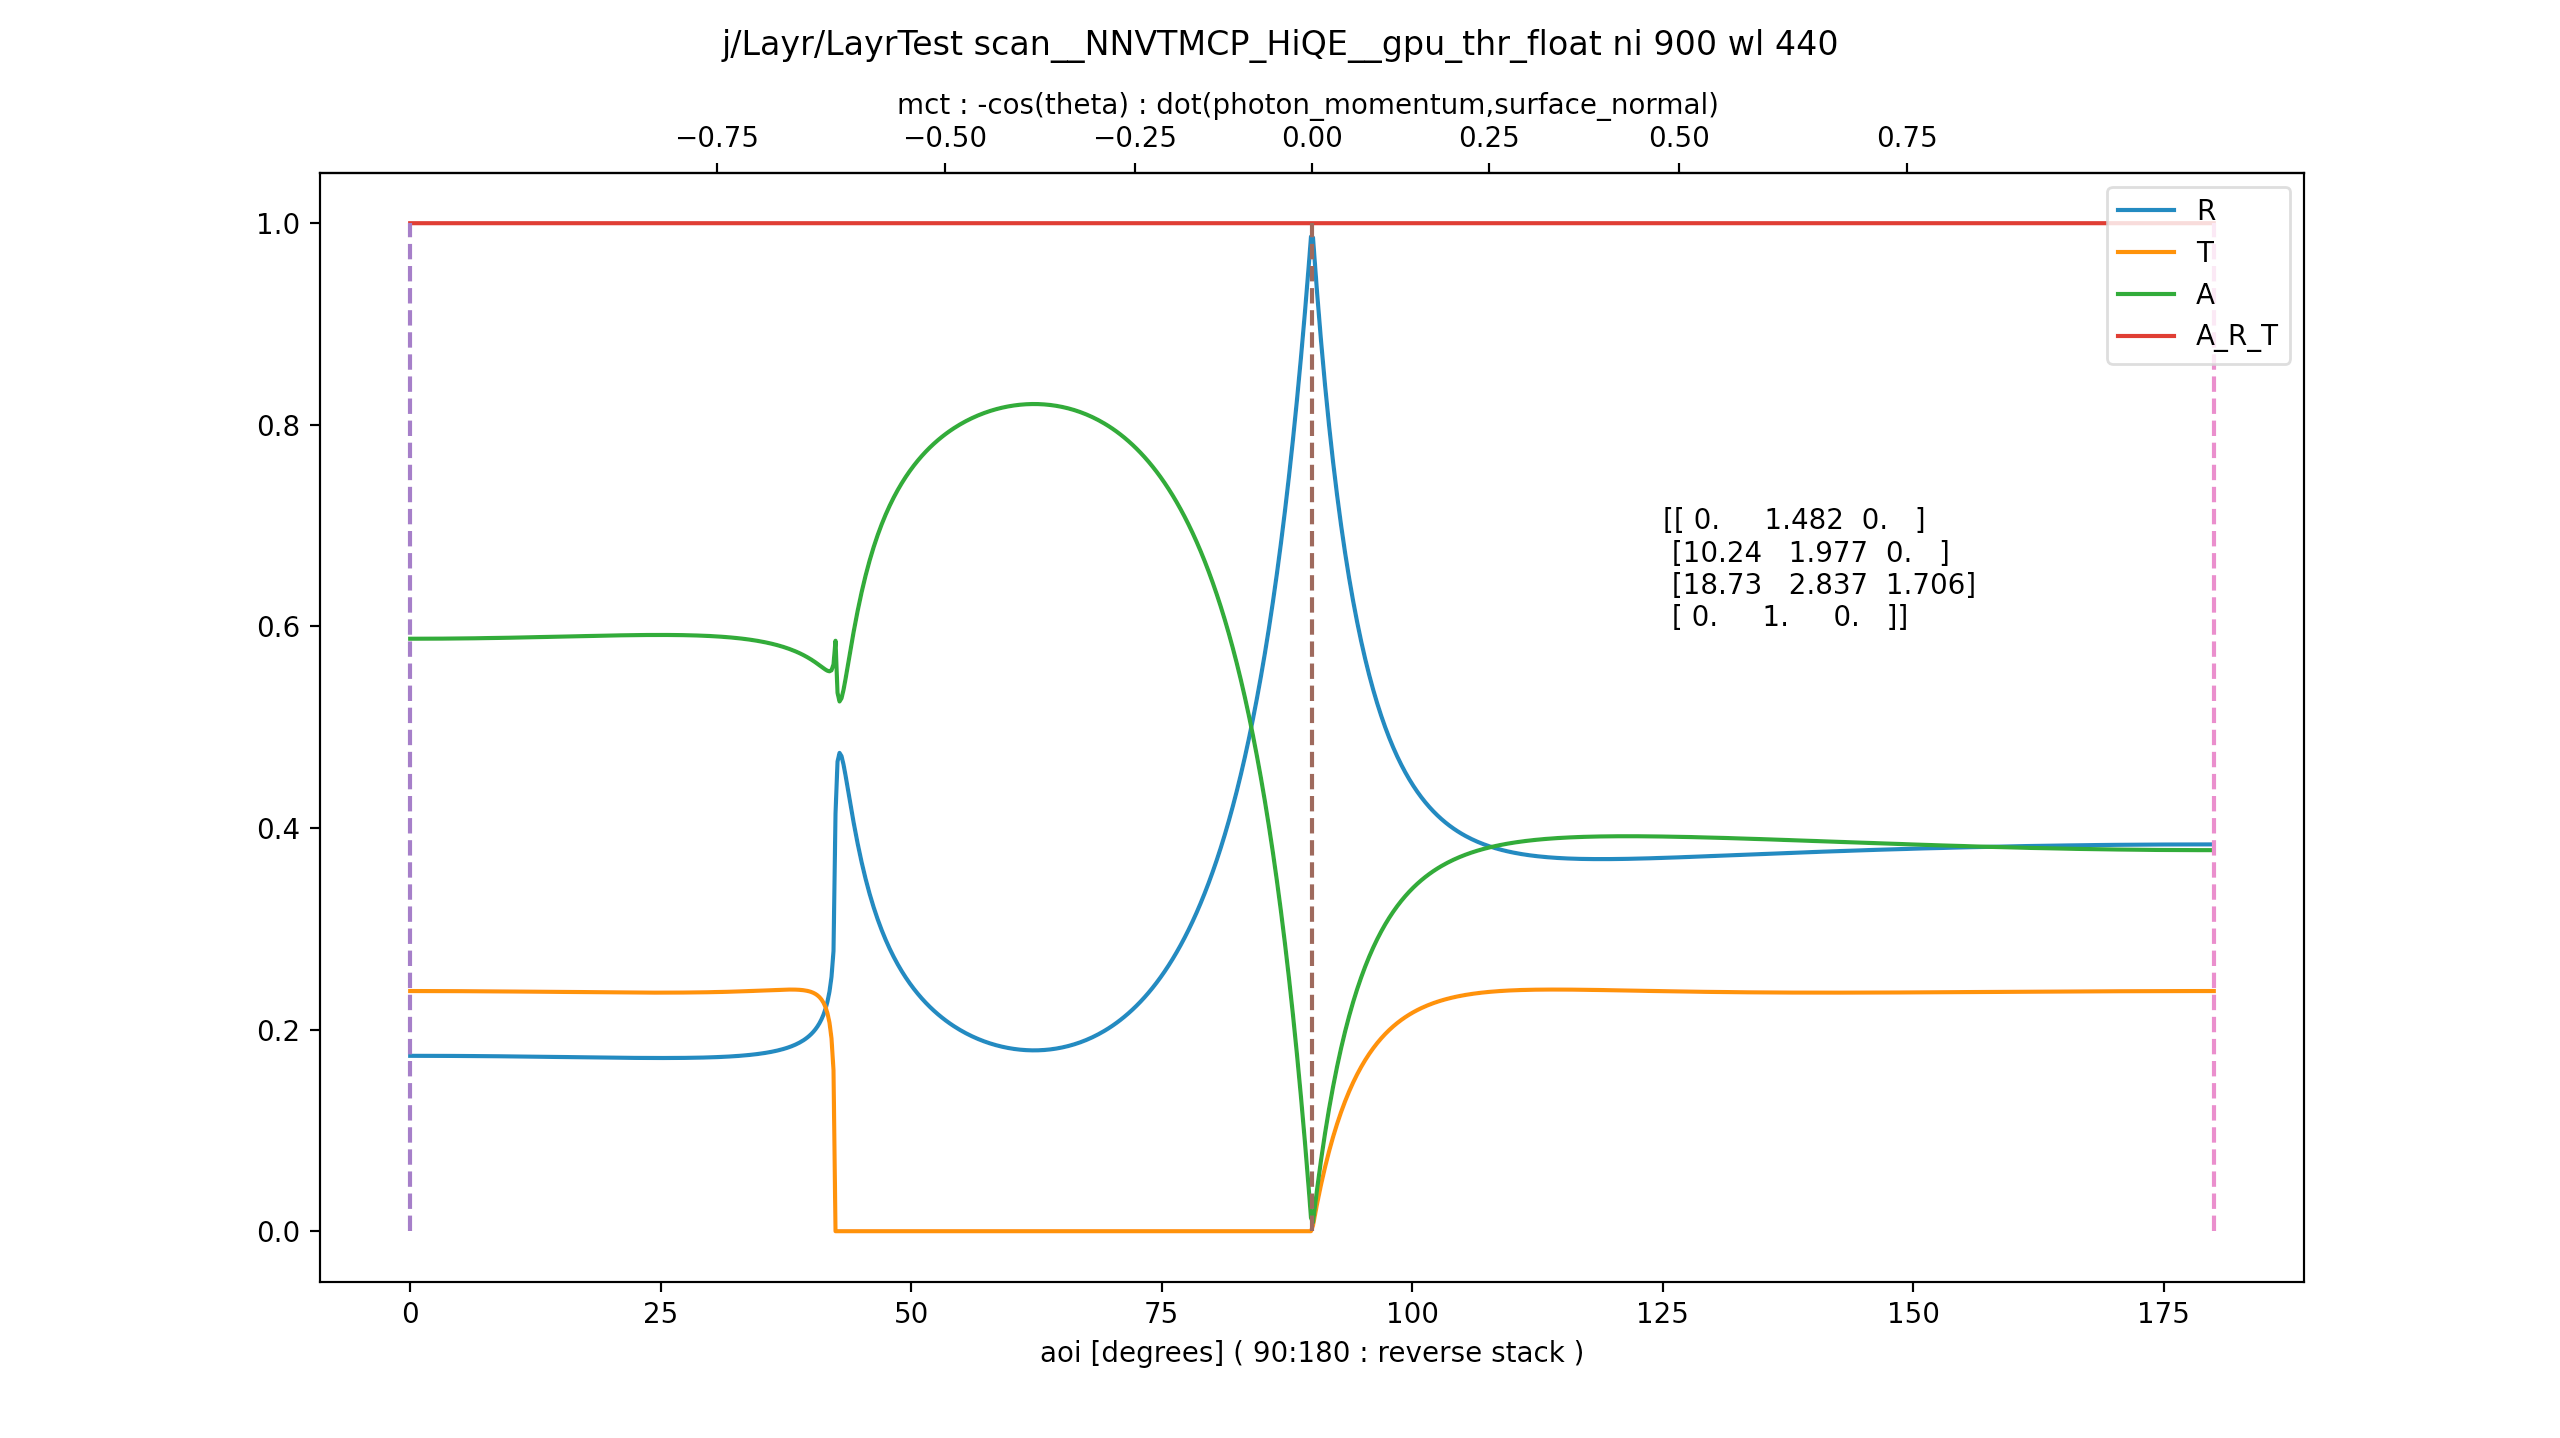 j/Layr/LayrTest scan__NNVTMCP_HiQE__gpu_thr_float ni 900 wl 440
mct : -cos(theta) : dot(photon_momentum,surface_normal)
−0.75 −0.50 −0.25 0.00 0.25 0.50 0.75
R
T
A
A_R_T
1.0
0.8
0.6
0.4
0.2
0.0
[[ 0. 1.482 0. ]
[10.24 1.977 0. ]
[18.73 2.837 1.706]
[ 0. 1. 0. ]]
0 25 50 75 100 125 150 175
aoi [degrees] ( 90:180 : reverse stack )